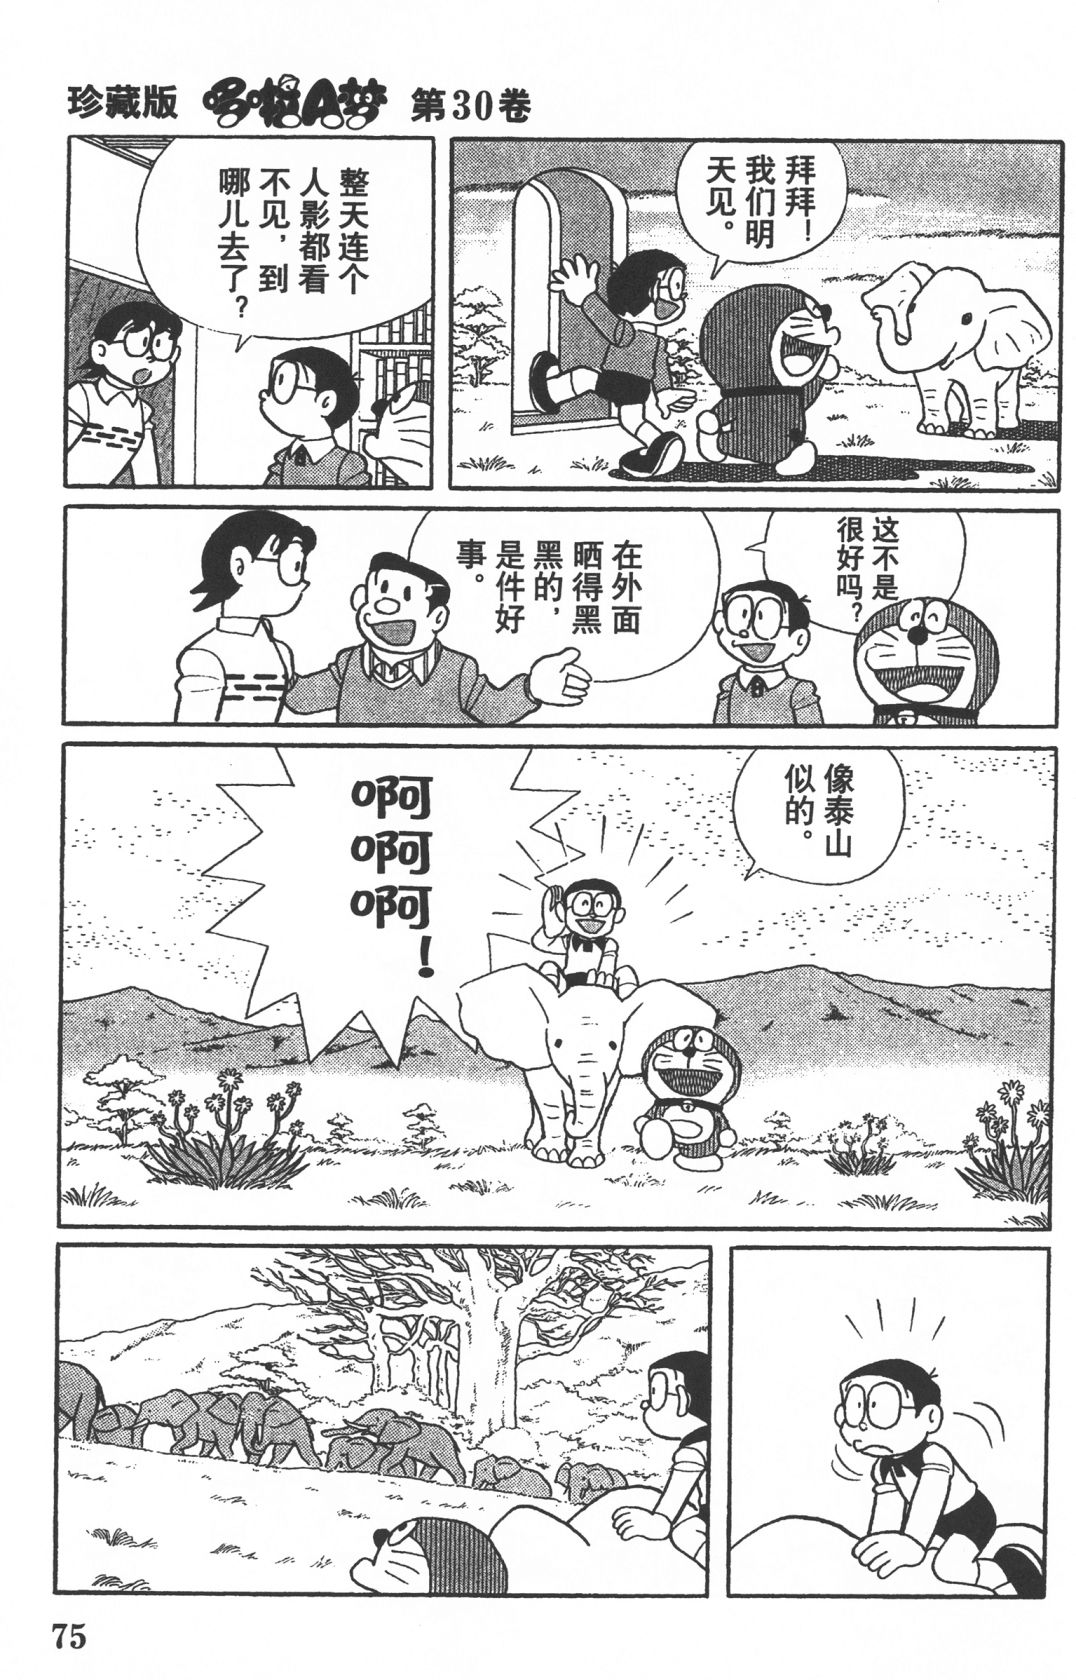 珍藏版 哆啦A梦 第30卷
拜拜！
我们明
天见。
整天连个
人影都看
不见，到
哪儿去了？
这不是
很好吗？
在外面
晒得黑
黑的，
是件好
事。
像泰山
似的。
啊
啊
啊！
75